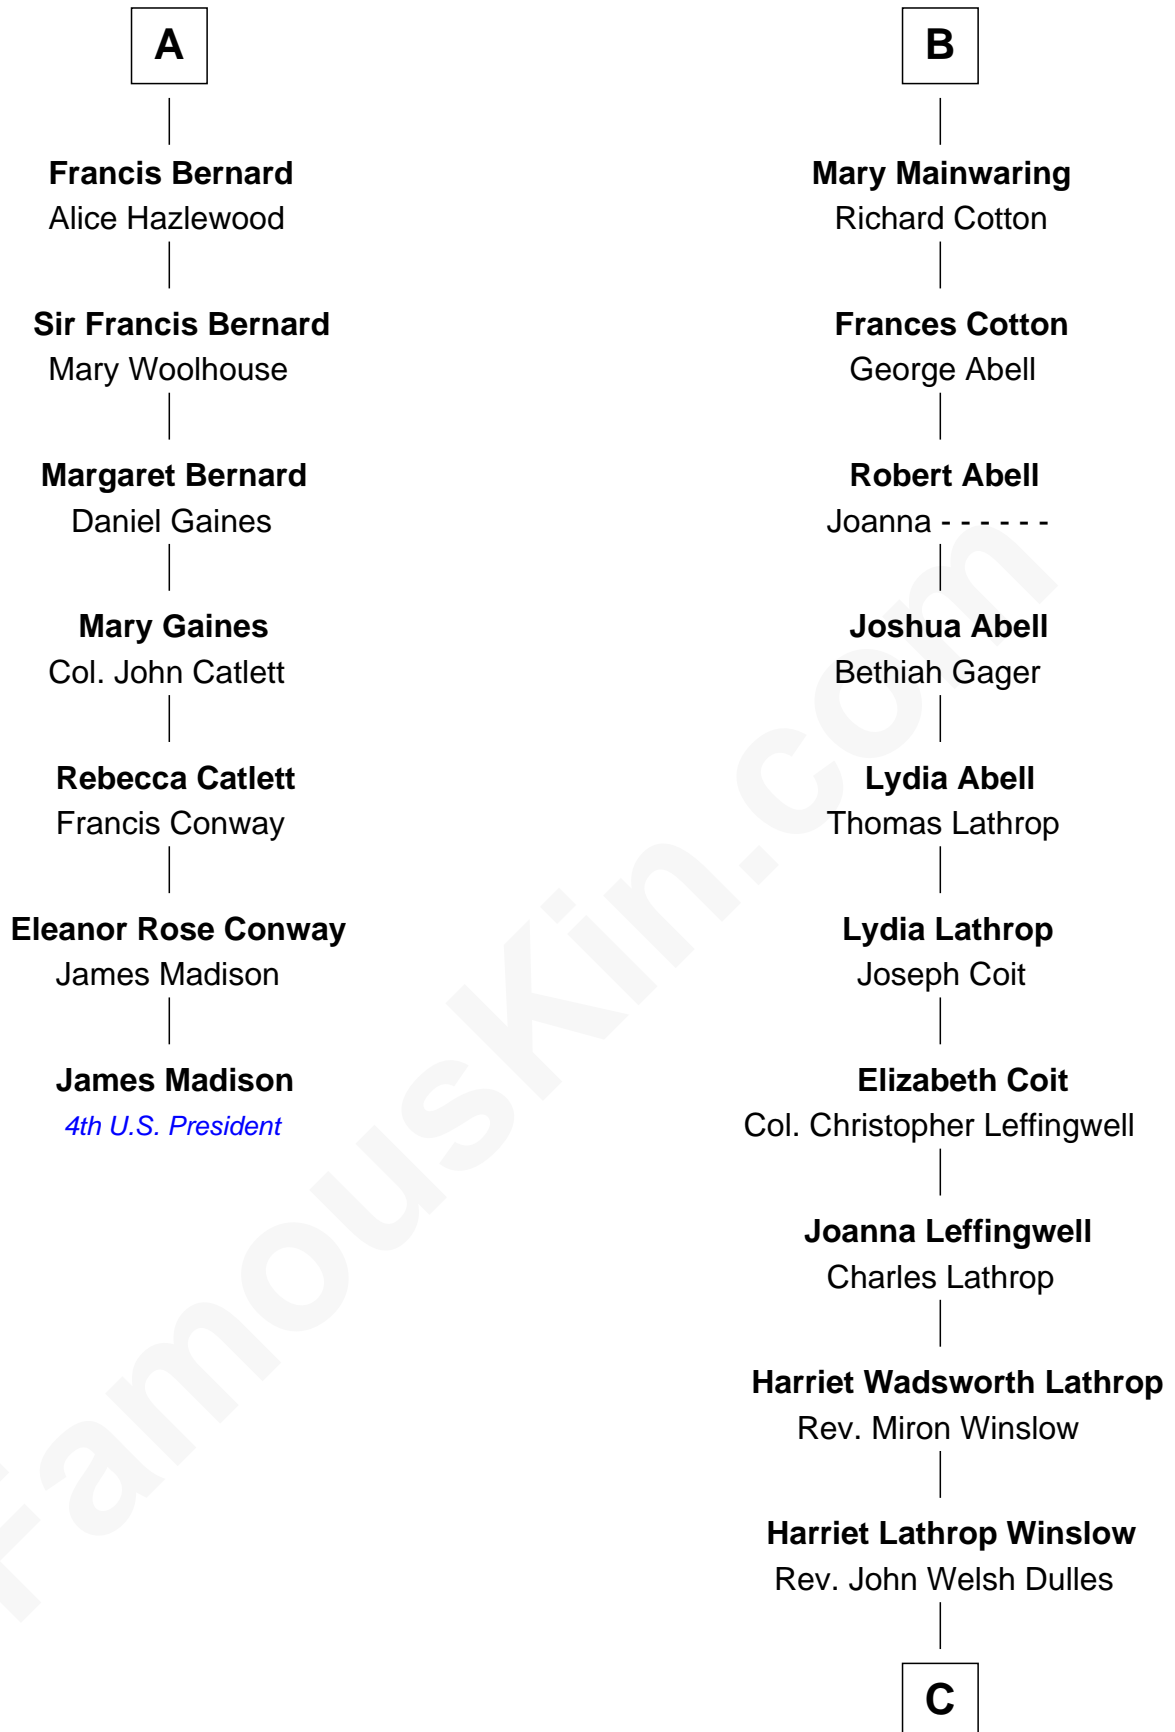 A
Francis Bernard
Alice Hazlewood
Sir Francis Bernard
Mary Woolhouse
Margaret Bernard
Daniel Gaines
Mary Gaines
Col. John Catlett
Rebecca Catlett
Francis Conway
Eleanor Rose Conway
James Madison
James Madison
4th U.S. President
B
Mary Mainwaring
Richard Cotton
Frances Cotton
George Abell
Robert Abell
Joanna - - - - - -
Joshua Abell
Bethiah Gager
Lydia Abell
Thomas Lathrop
Lydia Lathrop
Joseph Coit
Elizabeth Coit
Col. Christopher Leffingwell
Joanna Leffingwell
Charles Lathrop
Harriet Wadsworth Lathrop
Rev. Miron Winslow
Harriet Lathrop Winslow
Rev. John Welsh Dulles
C
FamousKin.com